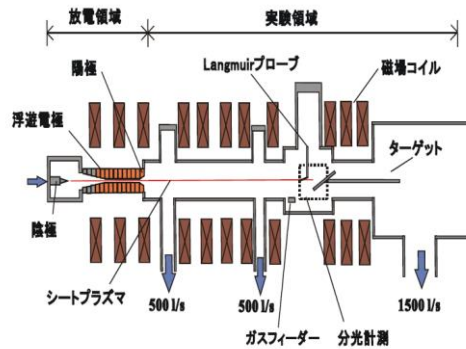 放電領域
実験領域
陽極
Langmuirプローブ
磁場コイル
浮遊電極
ターゲット
陰極
シートプラズマ
500 l/s
500 l/s
1500 l/s
ガスフィーダー
分光計測